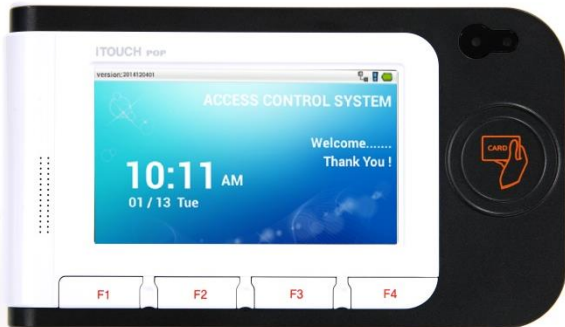 ITOUCH POP
version:2014120401
ACCESS CONTROL SYSTEM
Welcome.......
Thank You !
10:11 AM
01 / 13 Tue
CARD
F1
F2
F3
F4